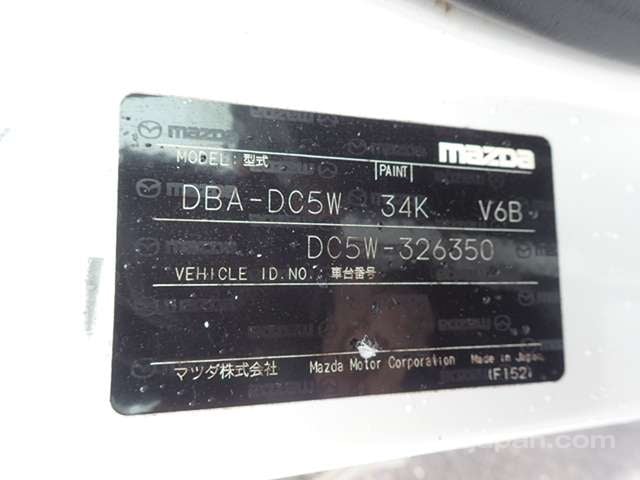 mazda
mazda
MODEL:型式 PAINT
DBA-DC5W 34K V6B
DC5W-326350
VEHICLE ID.NO.:車台番号
マツダ株式会社 Mazda Motor Corporation Made in Japan
(F152)